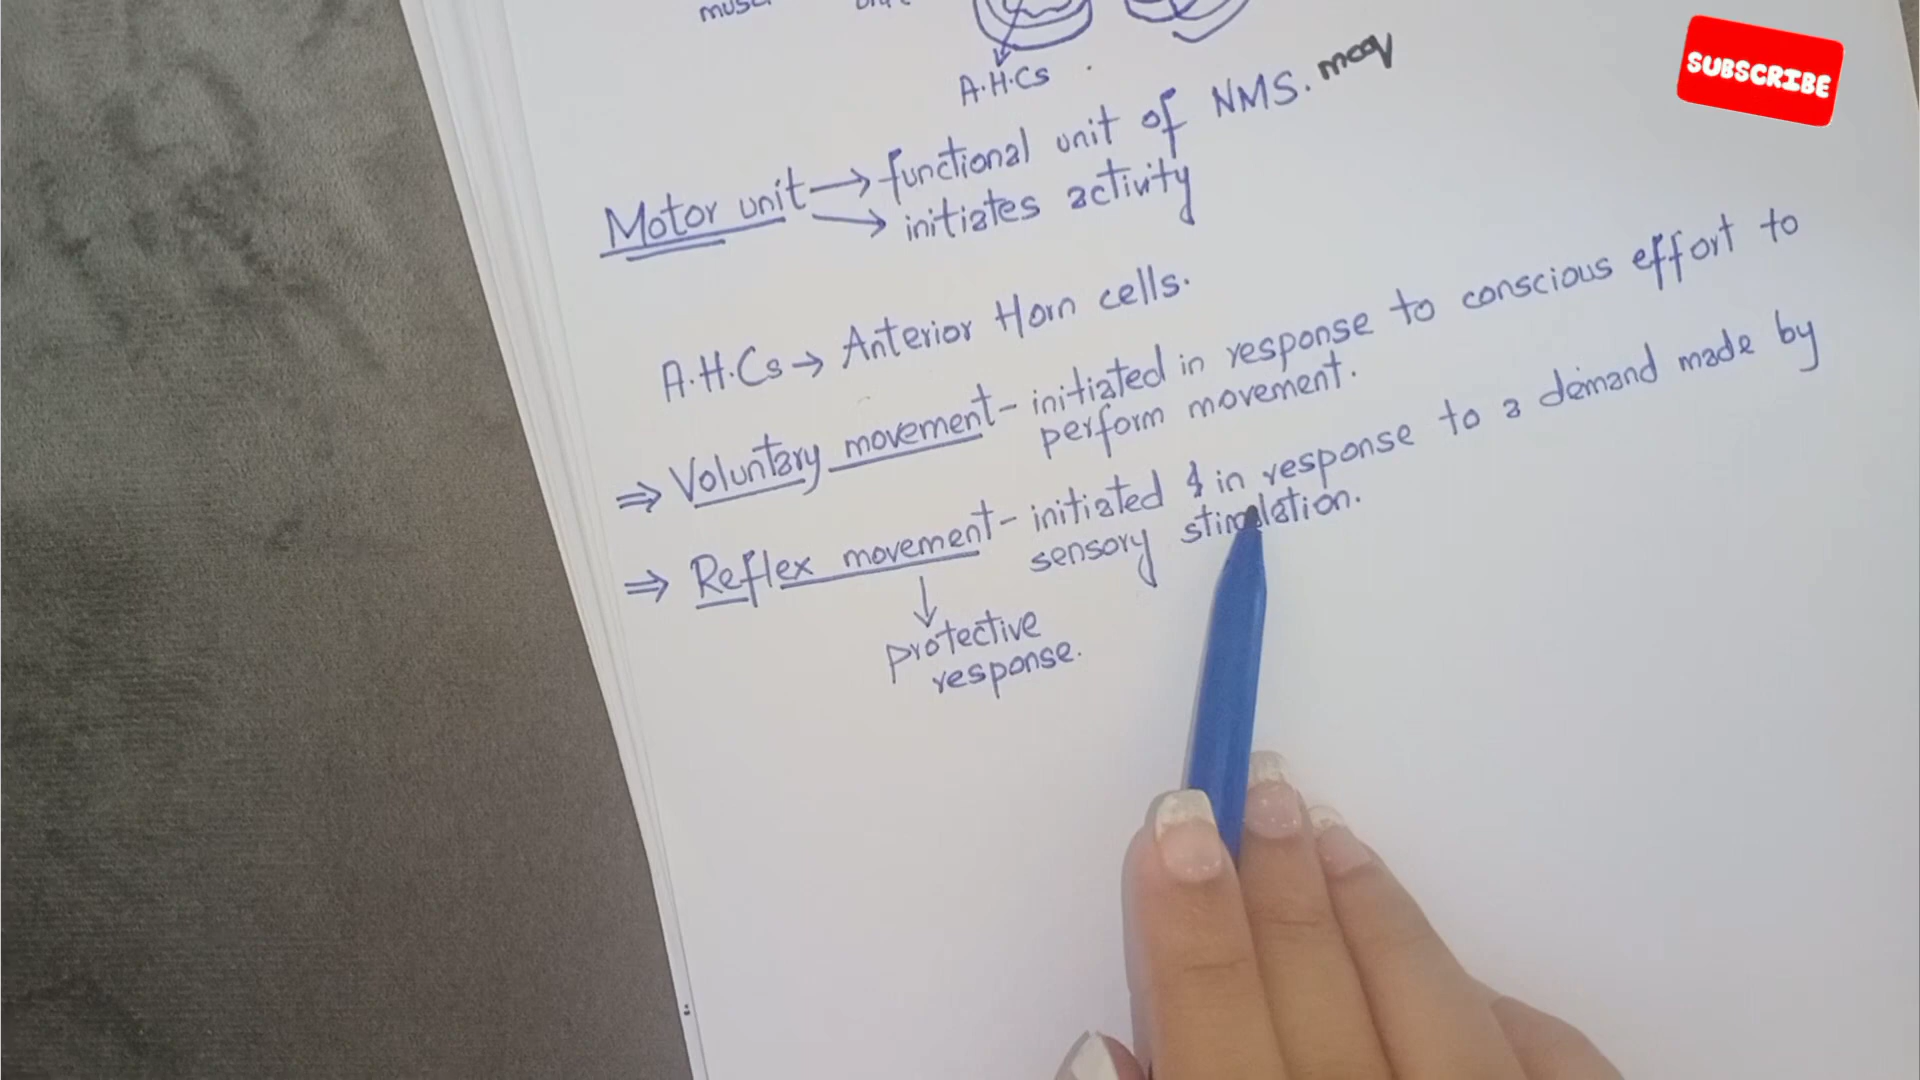 SUBSCRIBE
A.H.Cs
Motor unit → functional unit of NMS. mcq
→ initiates activity
A.H.Cs → Anterior Horn cells.
⇒ Voluntary movement - initiated in response to conscious effort to
perform movement.
⇒ Reflex movement - initiated & in response to a demand made by
sensory stimulation.
↓
protective
response.